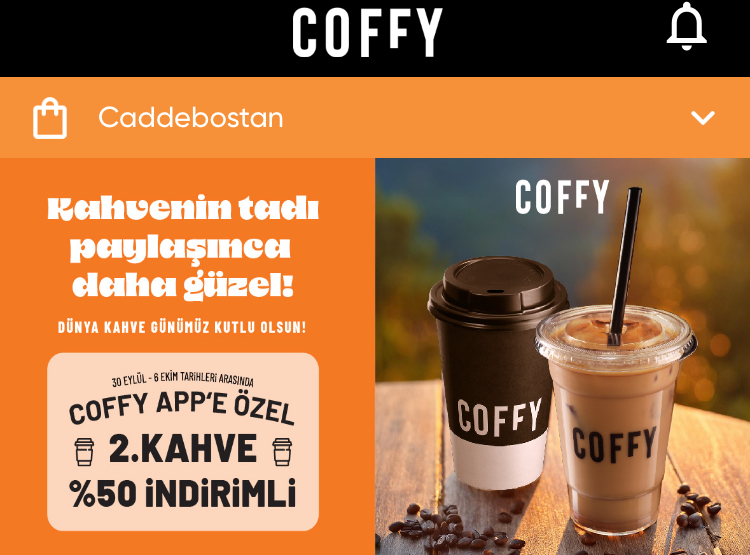 COFFY
Caddebostan
Kahvenin tadı
paylaşınca
daha güzel!
DÜNYA KAHVE GÜNÜMÜZ KUTLU OLSUN!
30 EYLÜL - 6 EKİM TARİHLERİ ARASINDA
COFFY APP'E ÖZEL
2.KAHVE
%50 İNDİRİMLİ
COFFY
COFFY
COFFY